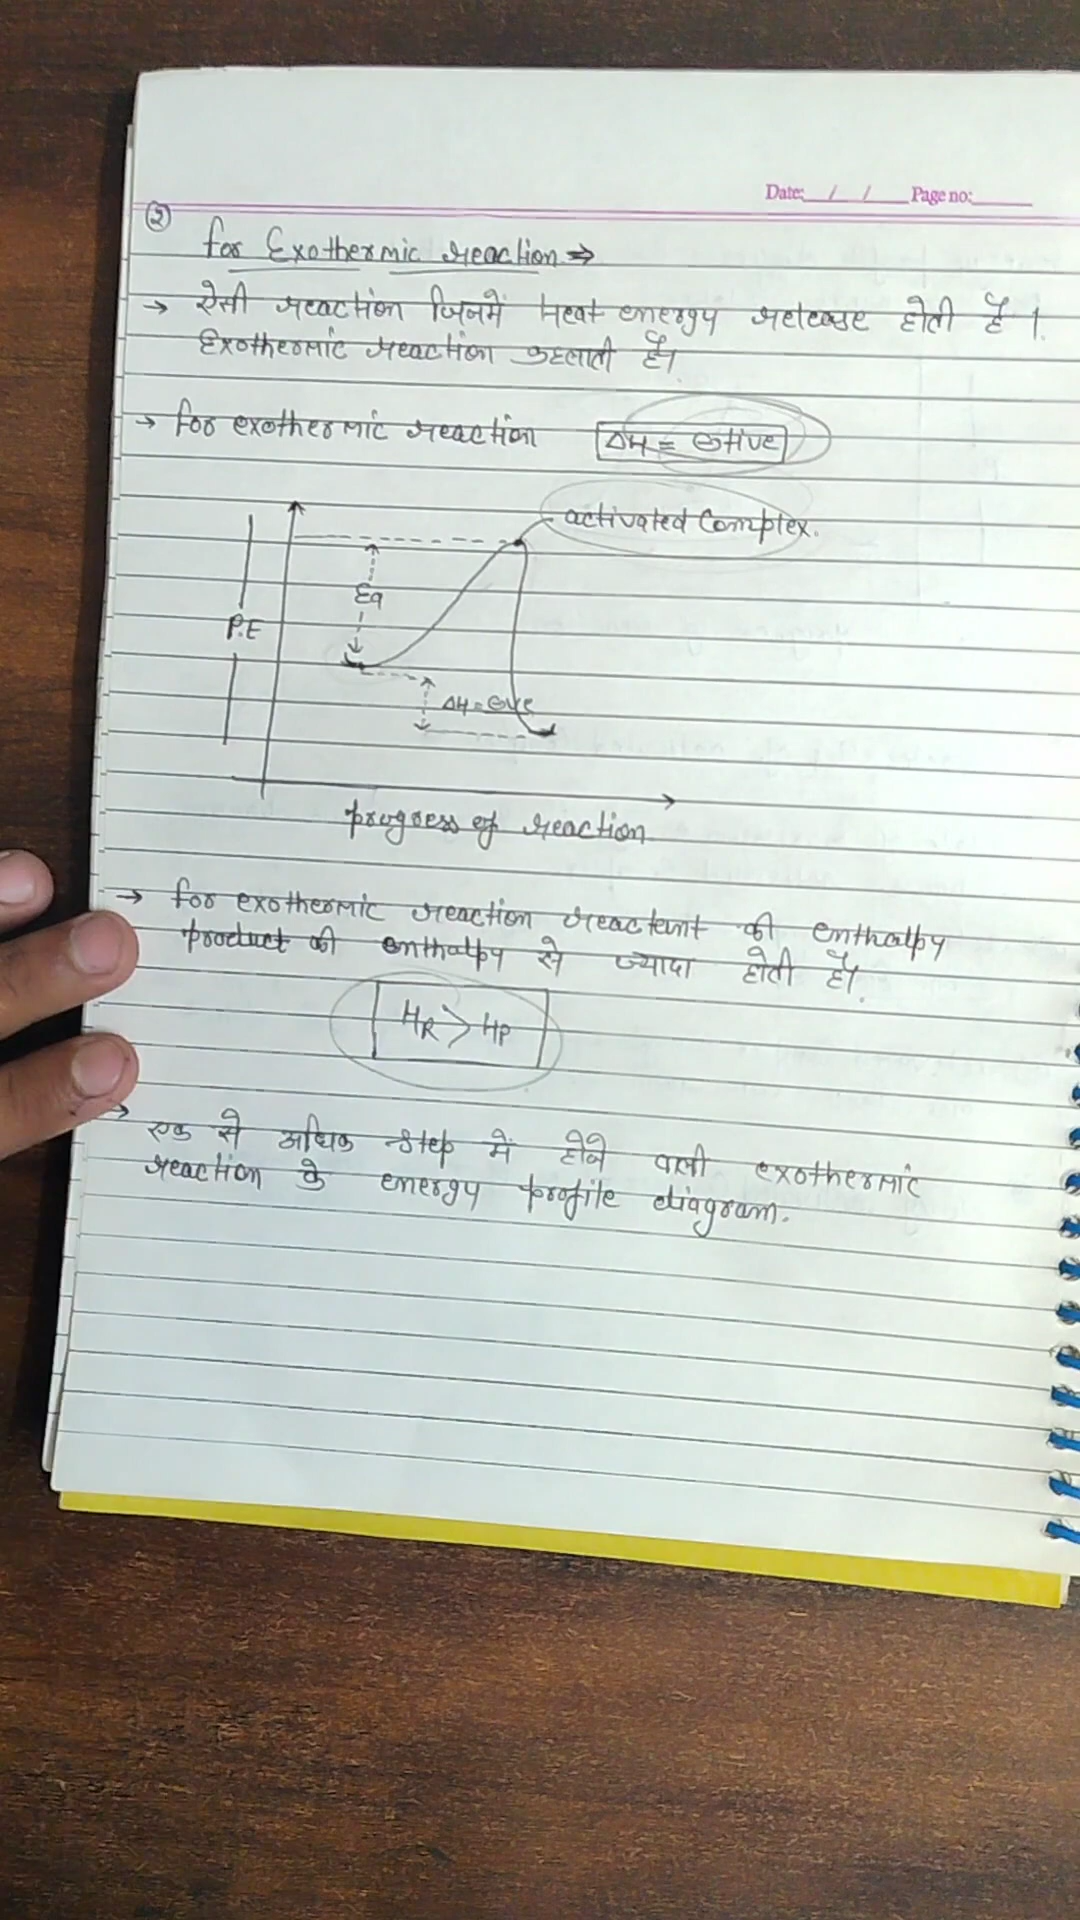 Date: / / Page no:
② for Exothermic reaction ⇒
→ ऐसी reaction जिनमें Heat energy release होती है ।
Exothermic reaction कहलाती है।
→ for exothermic reaction ΔH = ⊖tive
activated complex.
Ea
P.E
ΔH = ⊖ve
progress of reaction
→ for exothermic reaction reactant की enthalpy
product की enthalpy से ज्यादा होती है।
HR > HP
→ एक से अधिक step में होने वाली exothermic
reaction के energy profile diagram.